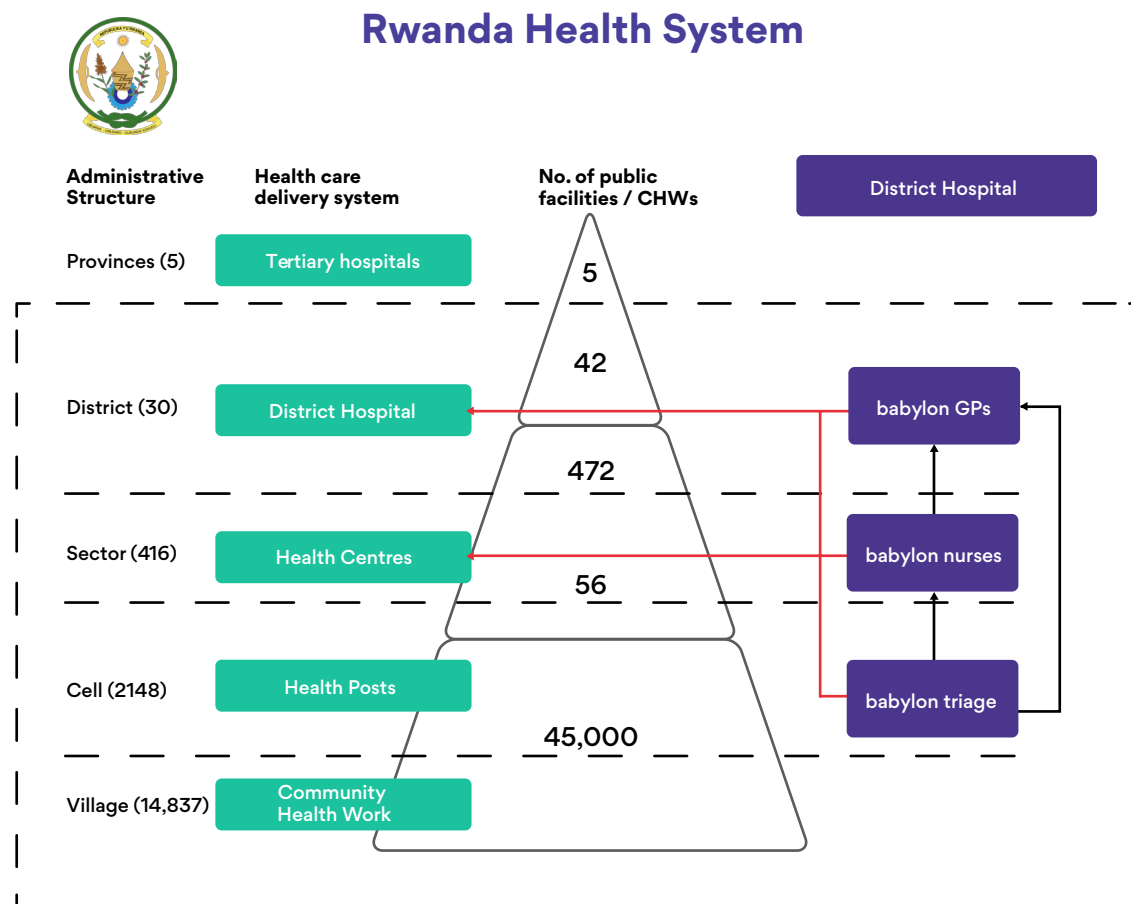 Rwanda Health System
REPUBULIKA Y'U RWANDA
Administrative
Structure
Health care
delivery system
No. of public
facilities / CHWs
District Hospital
Provinces (5)
Tertiary hospitals
5
42
District (30)
District Hospital
babylon GPs
472
Sector (416)
Health Centres
babylon nurses
56
Cell (2148)
Health Posts
babylon triage
45,000
Village (14,837)
Community
Health Work